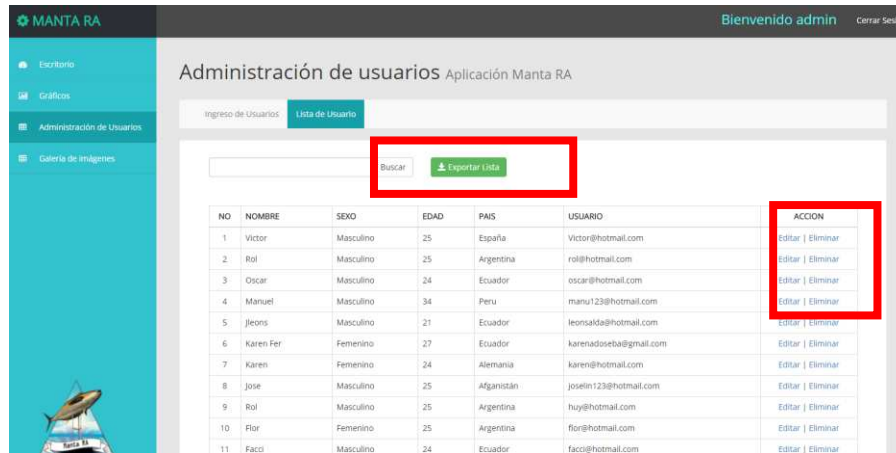 MANTA RA
Bienvenido admin Cerrar Sesi
Escritorio
Gráficos
Administración de Usuarios
Galería de imágenes
Administración de usuarios Aplicación Manta RA
Ingreso de Usuarios Lista de Usuario
Buscar Exportar Lista
NO NOMBRE SEXO EDAD PAIS USUARIO ACCION
1 Victor Masculino 25 España Victor@hotmail.com Editar | Eliminar
2 Rol Masculino 25 Argentina rol@hotmail.com Editar | Eliminar
3 Oscar Masculino 24 Ecuador oscar@hotmail.com Editar | Eliminar
4 Manuel Masculino 34 Peru manu123@hotmail.com Editar | Eliminar
5 Jleons Masculino 21 Ecuador leonsalda@hotmail.com Editar | Eliminar
6 Karen Fer Femenino 27 Ecuador karenadoseba@gmail.com Editar | Eliminar
7 Karen Femenino 24 Alemania karen@hotmail.com Editar | Eliminar
8 Jose Masculino 25 Afganistán joselin123@hotmail.com Editar | Eliminar
9 Rol Masculino 25 Argentina huy@hotmail.com Editar | Eliminar
10 Flor Femenino 25 Argentina flor@hotmail.com Editar | Eliminar
11 Facci Masculino 24 Ecuador facci@hotmail.com Editar | Eliminar
Manta RA